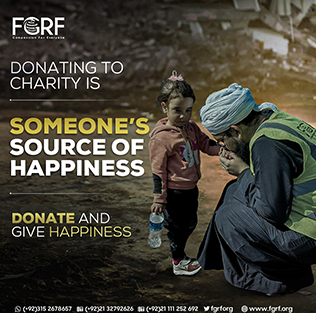 FGRF
Compassion For Everyone
DONATING TO
CHARITY IS
SOMEONE'S
SOURCE OF
HAPPINESS
DONATE AND
GIVE HAPPINESS
(+92)315 2678657 (+92)21 32792626 (+92)21 111 252 692 fgrforg www.fgrf.org